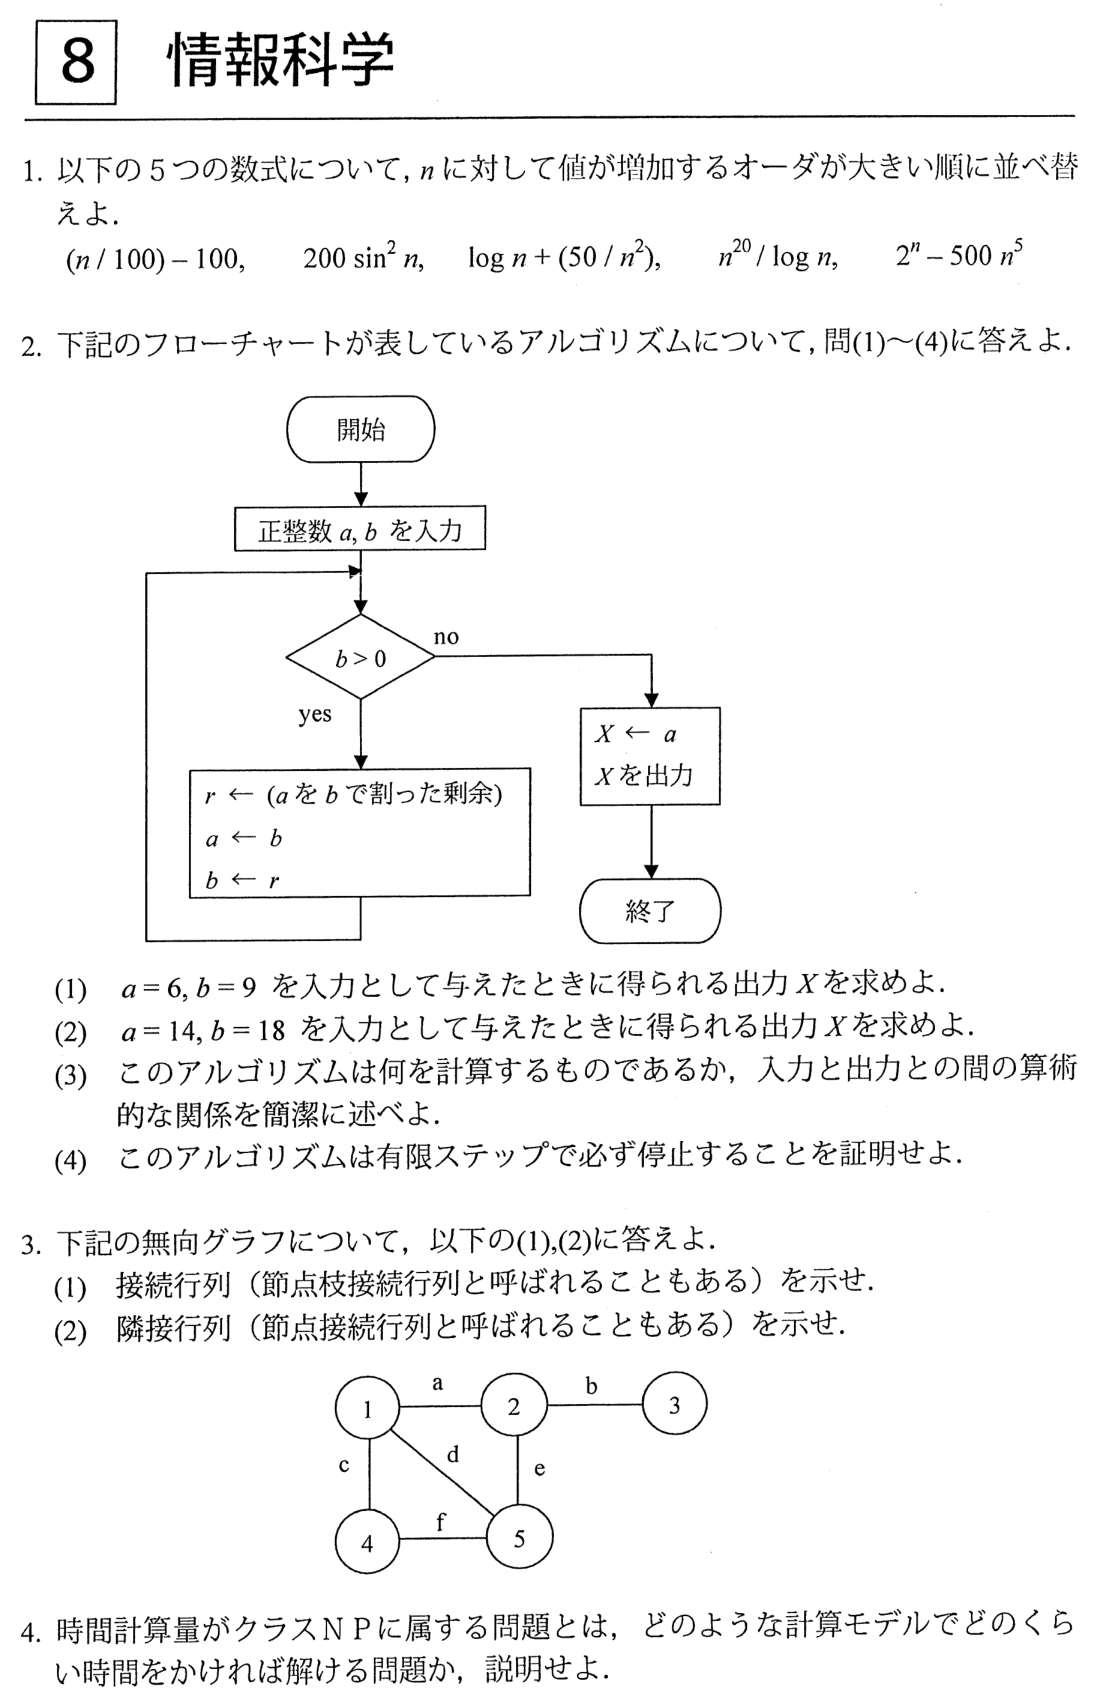 8 情報科学
1. 以下の５つの数式について, n に対して値が増加するオーダが大きい順に並べ替
えよ.
(n / 100) – 100, 200 sin² n, log n + (50 / n²), n²⁰ / log n, 2ⁿ – 500 n⁵
2. 下記のフローチャートが表しているアルゴリズムについて, 問(1)～(4)に答えよ.
開始
正整数 a, b を入力
b > 0
no
yes
X ← a
X を出力
r ← (a を b で割った剰余)
a ← b
b ← r
終了
(1) a = 6, b = 9 を入力として与えたときに得られる出力 X を求めよ.
(2) a = 14, b = 18 を入力として与えたときに得られる出力 X を求めよ.
(3) このアルゴリズムは何を計算するものであるか，入力と出力との間の算術
的な関係を簡潔に述べよ.
(4) このアルゴリズムは有限ステップで必ず停止することを証明せよ.
3. 下記の無向グラフについて，以下の(1),(2)に答えよ.
(1) 接続行列（節点枝接続行列と呼ばれることもある）を示せ.
(2) 隣接行列（節点接続行列と呼ばれることもある）を示せ.
a b
1 2 3
c d e
f
4 5
4. 時間計算量がクラスＮＰに属する問題とは，どのような計算モデルでどのくら
い時間をかければ解ける問題か，説明せよ.